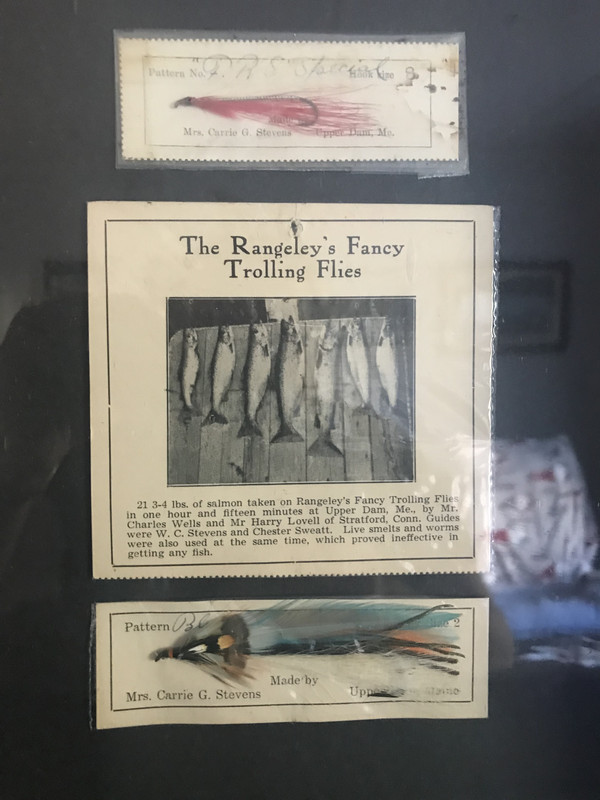 "F. R. S" Special
Pattern No. Hook size 8
Mrs. Carrie G. Stevens Upper Dam, Me.
The Rangeley's Fancy
Trolling Flies
21 3-4 lbs. of salmon taken on Rangeley's Fancy Trolling Flies
in one hour and fifteen minutes at Upper Dam, Me., by Mr.
Charles Wells and Mr Harry Lovell of Stratford, Conn. Guides
were W. C. Stevens and Chester Sweatt. Live smelts and worms
were also used at the same time, which proved ineffective in
getting any fish.
Pattern 2
Made by
Mrs. Carrie G. Stevens